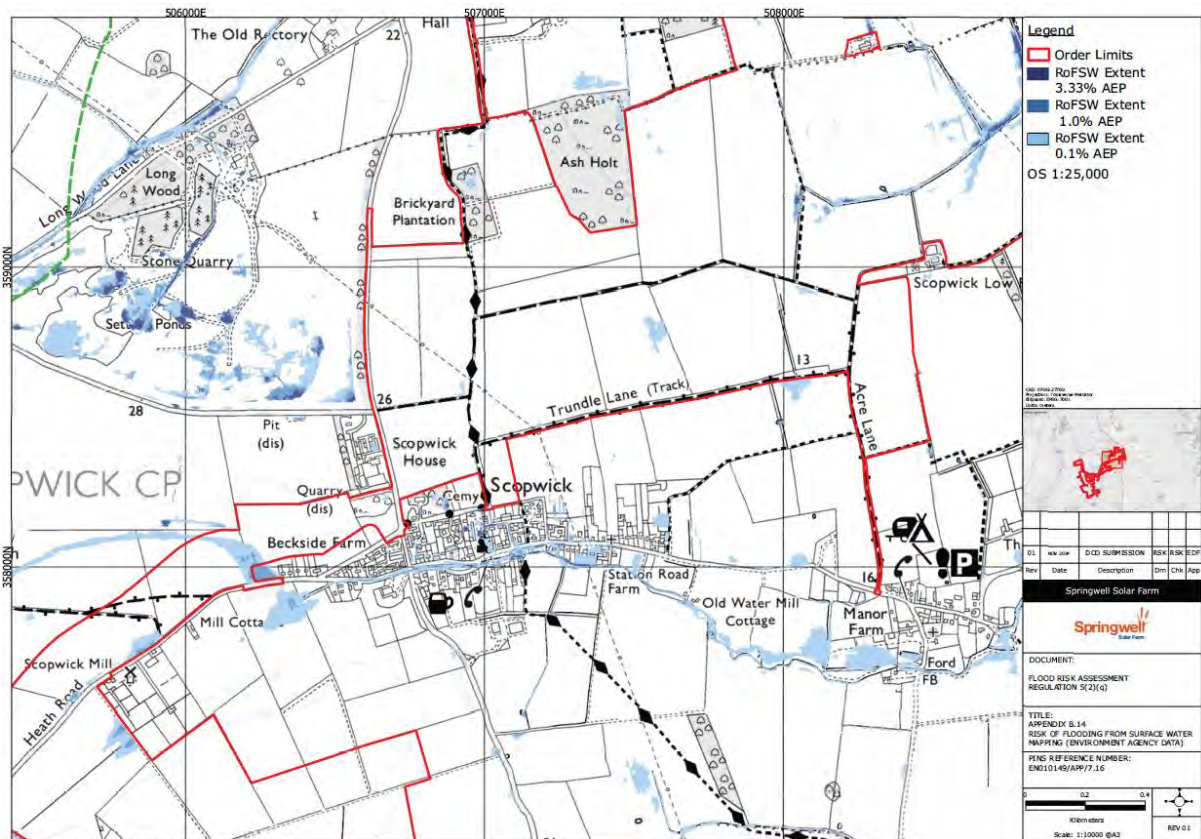 506000E
507000E
508000E
359000N
358000N
The Old Rectory
22
Hall
Long Wood Lane
Long
Wood
Brickyard
Plantation
Ash Holt
Stone Quarry
Ponds
Scopwick Low
13
Trundle Lane (Track)
Acre Lane
28
26
Pit
(dis)
Scopwick
House
PWICK CP
Quarry
(dis)
Cemy
Scopwick
Beckside Farm
Station Road
Farm
16
Old Water Mill
Cottage
Manor
Farm
Th
Mill Cotta
Scopwick Mill
Heath Road
Ford
FB
P
Legend
Order Limits
RoFSW Extent
3.33% AEP
RoFSW Extent
1.0% AEP
RoFSW Extent
0.1% AEP
OS 1:25,000
01 NOV 2024 DCO SUBMISSION RSK RSK EDF
Rev Date Description Drn Chk App
Springwell Solar Farm
Springwell
Solar Farm
DOCUMENT:
FLOOD RISK ASSESSMENT
REGULATION 5(2)(q)
TITLE:
APPENDIX B.14
RISK OF FLOODING FROM SURFACE WATER
MAPPING (ENVIRONMENT AGENCY DATA)
PINS REFERENCE NUMBER:
EN010149/APP/7.16
0 0.2 0.4
Kilometers
Scale: 1:10000 @A3
REV 01